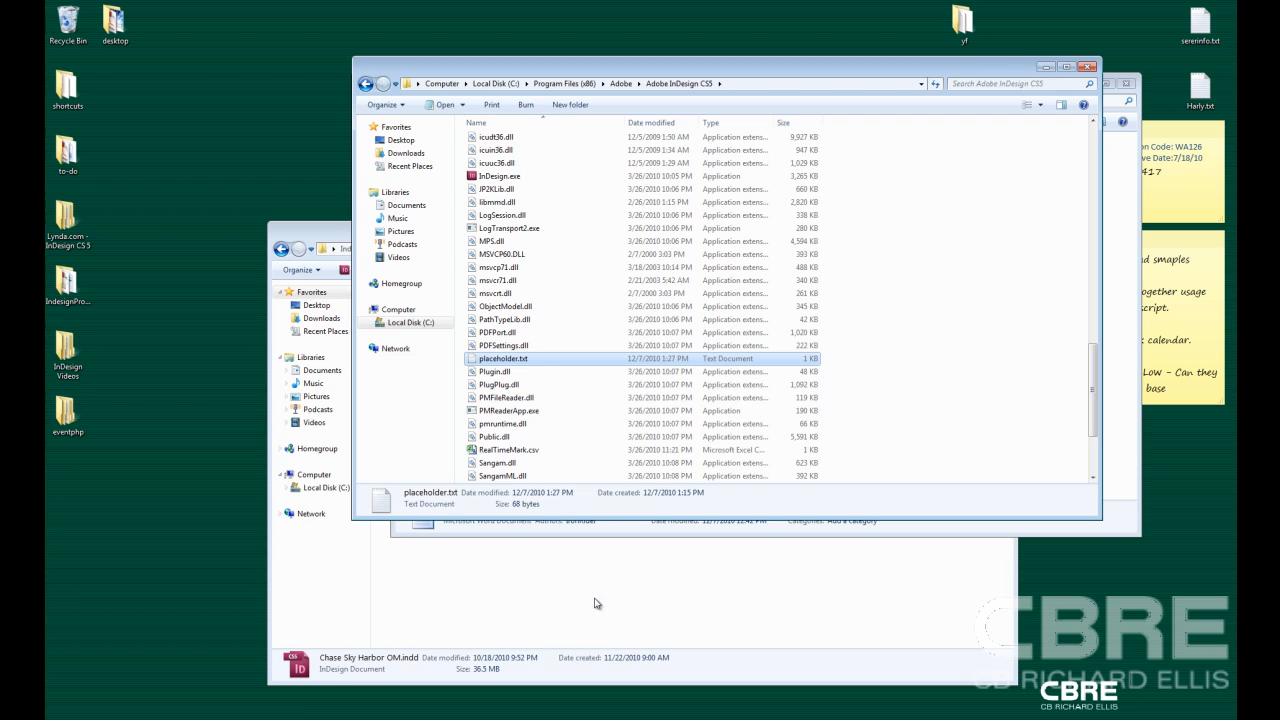 Recycle Bin
desktop
shortcuts
to-do
Lynda.com -
InDesign CS5
IndesignPro...
InDesign
Videos
eventphp
yf
sererinfo.txt
Harly.txt
Computer Local Disk (C:) Program Files (x86) Adobe Adobe InDesign CS5
Search Adobe InDesign CS5
Organize Open Print Burn New folder
Favorites
Desktop
Downloads
Recent Places
Libraries
Documents
Music
Pictures
Podcasts
Videos
Homegroup
Computer
Local Disk (C:)
Network
Name Date modified Type Size
icudt36.dll 12/5/2009 1:50 AM Application extens... 9,927 KB
icuin36.dll 12/5/2009 1:34 AM Application extens... 947 KB
icuuc36.dll 12/5/2009 1:29 AM Application extens... 1,029 KB
InDesign.exe 3/26/2010 10:05 PM Application 3,265 KB
JP2KLib.dll 3/26/2010 10:06 PM Application extens... 660 KB
libmmd.dll 3/26/2010 1:15 PM Application extens... 2,820 KB
LogSession.dll 3/26/2010 10:06 PM Application extens... 338 KB
LogTransport2.exe 3/26/2010 10:06 PM Application 280 KB
MPS.dll 3/26/2010 10:06 PM Application extens... 4,594 KB
MSVCP60.DLL 2/7/2000 3:03 PM Application extens... 393 KB
msvcp71.dll 3/18/2003 10:14 PM Application extens... 488 KB
msvcr71.dll 2/21/2003 5:42 AM Application extens... 340 KB
msvcrt.dll 2/7/2000 3:03 PM Application extens... 261 KB
ObjectModel.dll 3/26/2010 10:06 PM Application extens... 345 KB
PathTypeLib.dll 3/26/2010 10:06 PM Application extens... 42 KB
PDFPort.dll 3/26/2010 10:07 PM Application extens... 1,020 KB
PDFSettings.dll 3/26/2010 10:07 PM Application extens... 222 KB
placeholder.txt 12/7/2010 1:27 PM Text Document 1 KB
Plugin.dll 3/26/2010 10:07 PM Application extens... 48 KB
PlugPlug.dll 3/26/2010 10:07 PM Application extens... 1,092 KB
PMFileReader.dll 3/26/2010 10:07 PM Application extens... 119 KB
PMReaderApp.exe 3/26/2010 10:07 PM Application 190 KB
pmruntime.dll 3/26/2010 10:07 PM Application extens... 66 KB
Public.dll 3/26/2010 10:07 PM Application extens... 5,591 KB
RealTimeMark.csv 3/26/2010 11:21 PM Microsoft Excel C... 1 KB
Sangam.dll 3/26/2010 10:08 PM Application extens... 623 KB
SangamML.dll 3/26/2010 10:08 PM Application extens... 392 KB
placeholder.txt Date modified: 12/7/2010 1:27 PM Date created: 12/7/2010 1:15 PM
Text Document Size: 68 bytes
Ind
Organize
Favorites
Desktop
Downloads
Recent Places
Libraries
Documents
Music
Pictures
Podcasts
Videos
Homegroup
Computer
Local Disk (C:)
Network
Chase Sky Harbor OM.indd Date modified: 10/18/2010 9:52 PM Date created: 11/22/2010 9:00 AM
InDesign Document Size: 36.5 MB
on Code: WA126
ve Date:7/18/10
417
nd smaples
ogether usage
cript.
k calendar.
Low - Can they
base
CBRE
CB RICHARD ELLIS
CBRE
CB RICHARD ELLIS